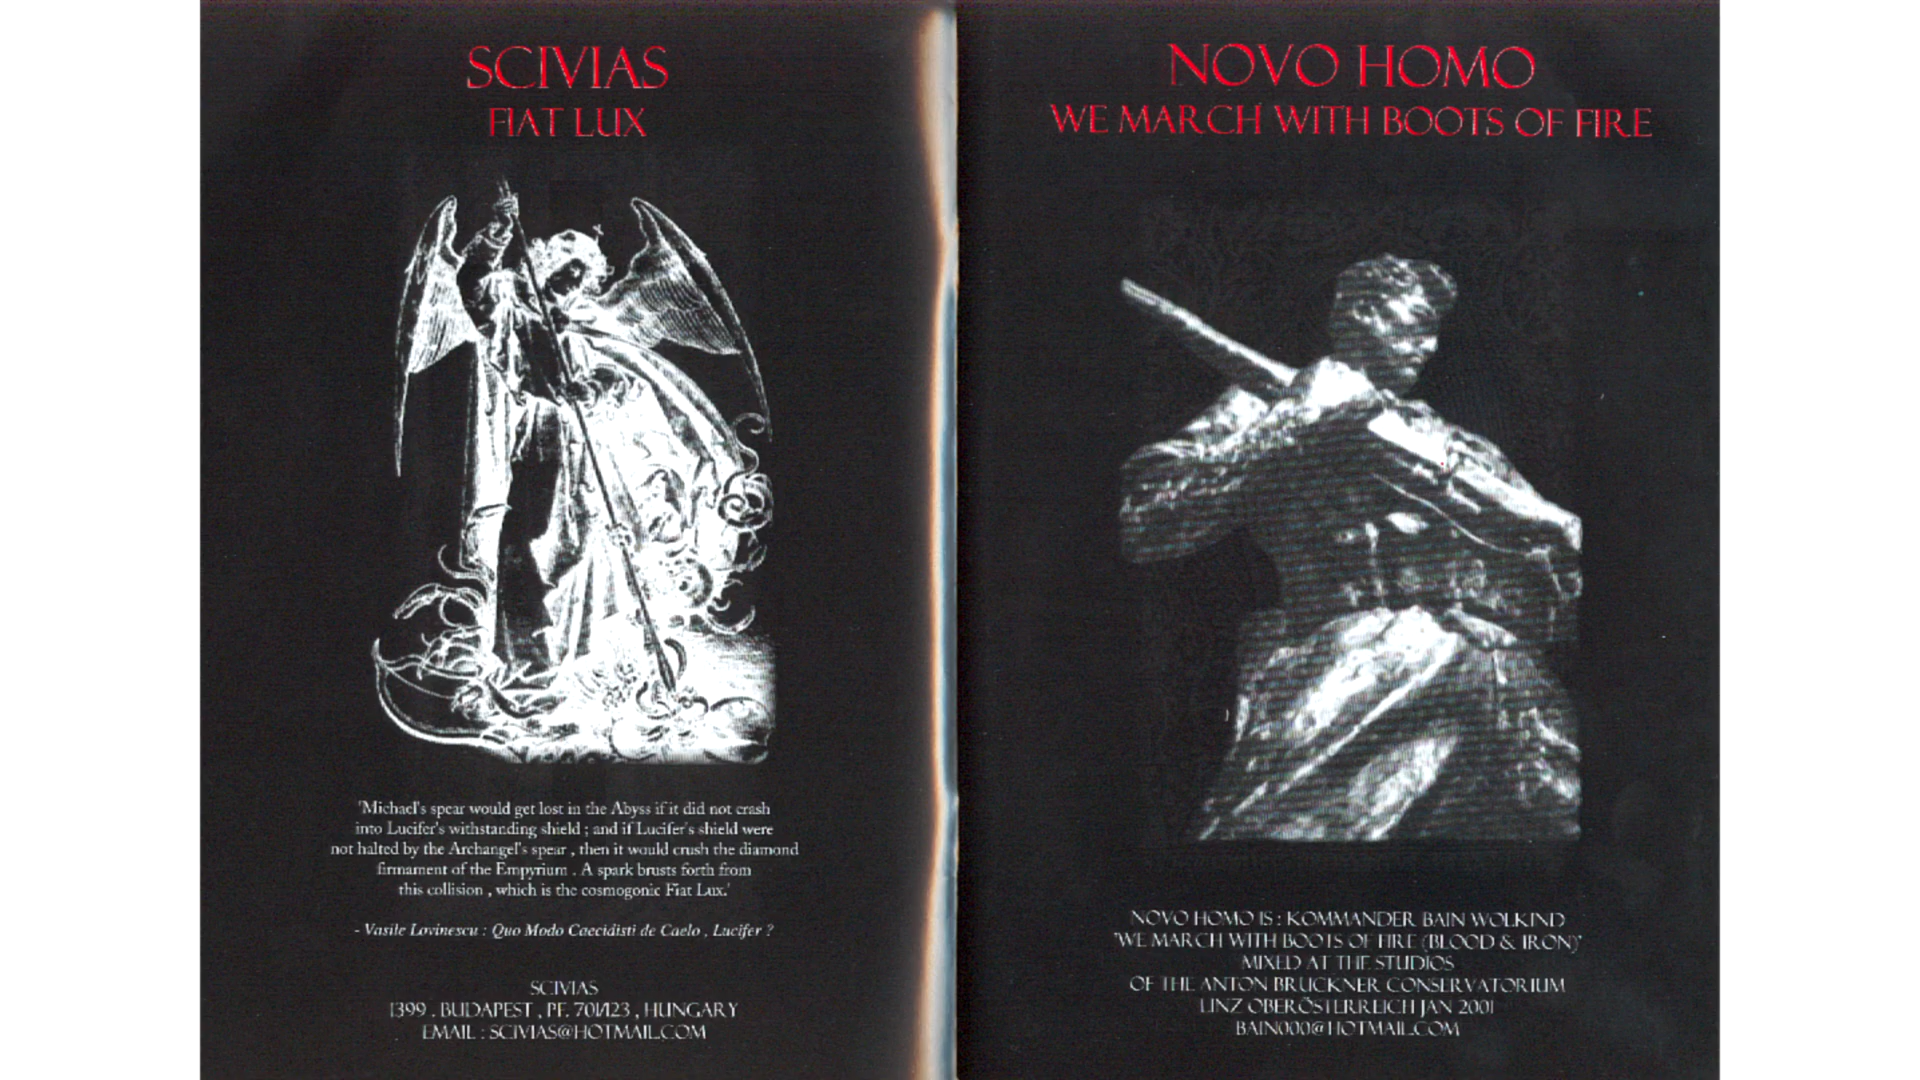 SCIVIAS
FIAT LUX
'Michael's spear would get lost in the Abyss if it did not crash
into Lucifer's withstanding shield ; and if Lucifer's shield were
not halted by the Archangel's spear , then it would crush the diamond
firmament of the Empyrium . A spark brusts forth from
this collision , which is the cosmogonic Fiat Lux.'
- Vasile Lovinescu : Quo Modo Caecidisti de Caelo , Lucifer ?
SCIVIAS
1399 . BUDAPEST , PF. 701/123 , HUNGARY
EMAIL : SCIVIAS@HOTMAIL.COM
NOVO HOMO
WE MARCH WITH BOOTS OF FIRE
NOVO HOMO IS : KOMMANDER BAIN WOLKIND
'WE MARCH WITH BOOTS OF FIRE (BLOOD & IRON)'
MIXED AT THE STUDIOS
OF THE ANTON BRUCKNER CONSERVATORIUM
LINZ OBERÖSTERREICH JAN 2001
BAIN000@HOTMAIL.COM